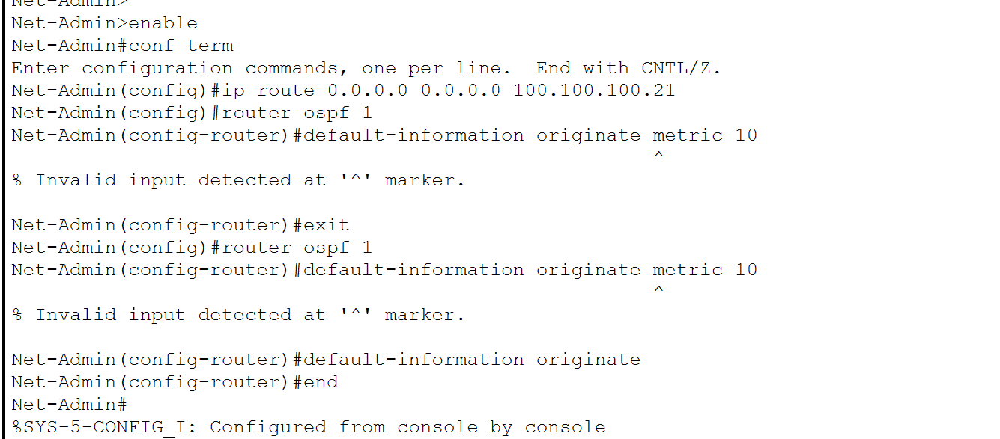 Net-Admin>
Net-Admin>enable
Net-Admin#conf term
Enter configuration commands, one per line.  End with CNTL/Z.
Net-Admin(config)#ip route 0.0.0.0 0.0.0.0 100.100.100.21
Net-Admin(config)#router ospf 1
Net-Admin(config-router)#default-information originate metric 10
^
% Invalid input detected at '^' marker.
Net-Admin(config-router)#exit
Net-Admin(config)#router ospf 1
Net-Admin(config-router)#default-information originate metric 10
^
% Invalid input detected at '^' marker.
Net-Admin(config-router)#default-information originate
Net-Admin(config-router)#end
Net-Admin#
%SYS-5-CONFIG_I: Configured from console by console